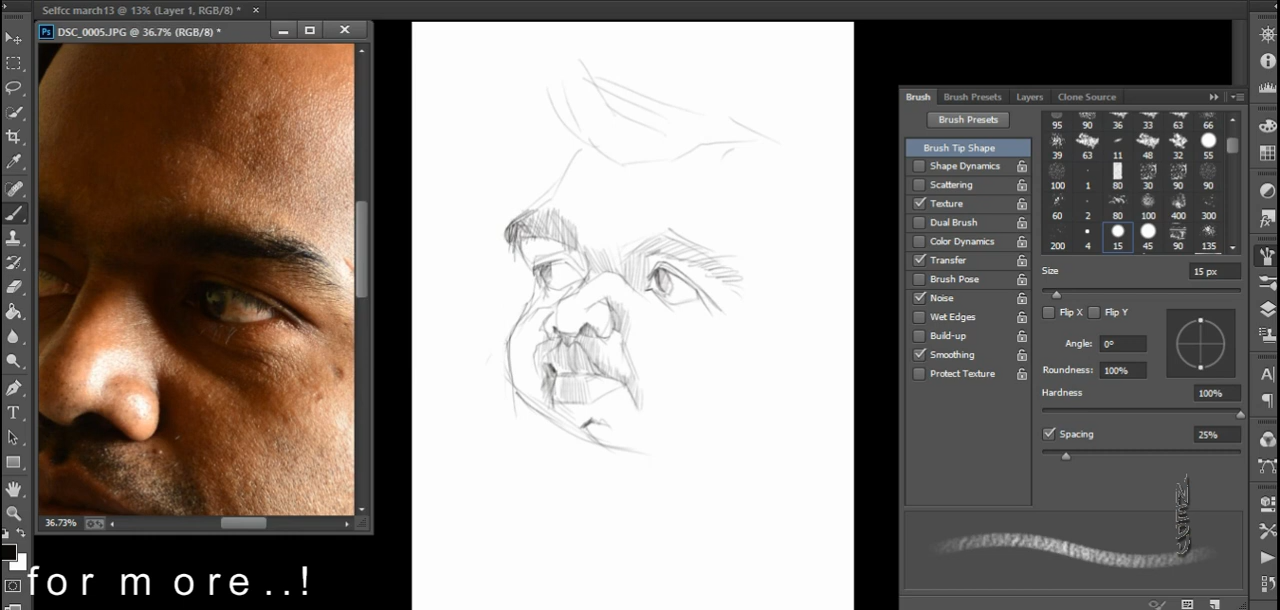 Selfcc march13 @ 13% (Layer 1, RGB/8) *
DSC_0005.JPG @ 36.7% (RGB/8) *
36.73%
for more..!
Brush
Brush Presets
Layers
Clone Source
Brush Presets
Brush Tip Shape
Shape Dynamics
Scattering
Texture
Dual Brush
Color Dynamics
Transfer
Brush Pose
Noise
Wet Edges
Build-up
Smoothing
Protect Texture
95 90 36 33 63 66
39 63 11 48 32 55
100 1 80 30 90 90
60 2 80 100 400 300
200 4 15 45 90 135
Size 15 px
Flip X Flip Y
Angle: 0°
Roundness: 100%
Hardness 100%
Spacing 25%